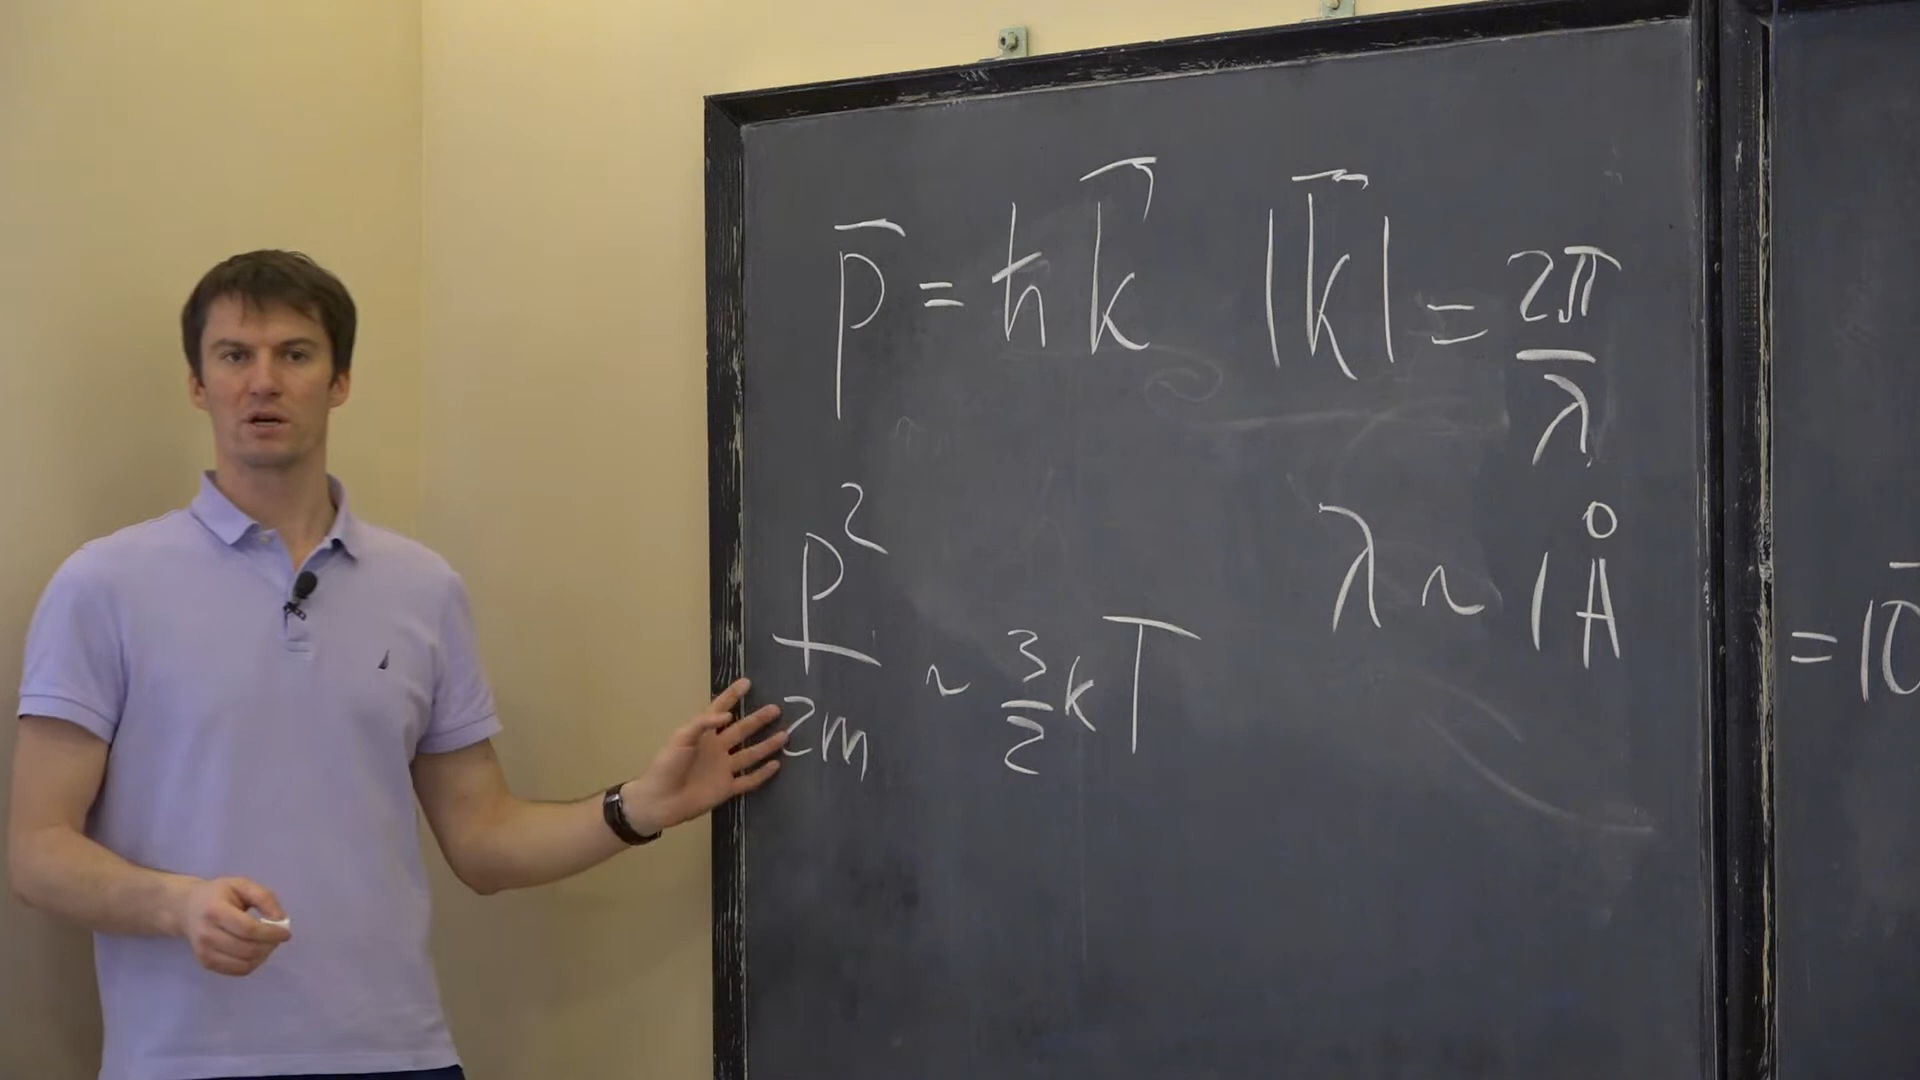 p⃗ = ħk⃗
|k⃗| = 2π/λ
p²/2m ~ 3/2 kT
λ ~ 1 Å
= 10